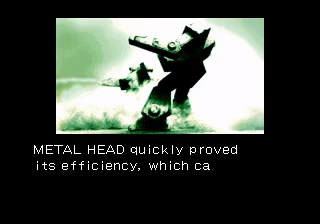 METAL HEAD quickly proved
its efficiency, which ca